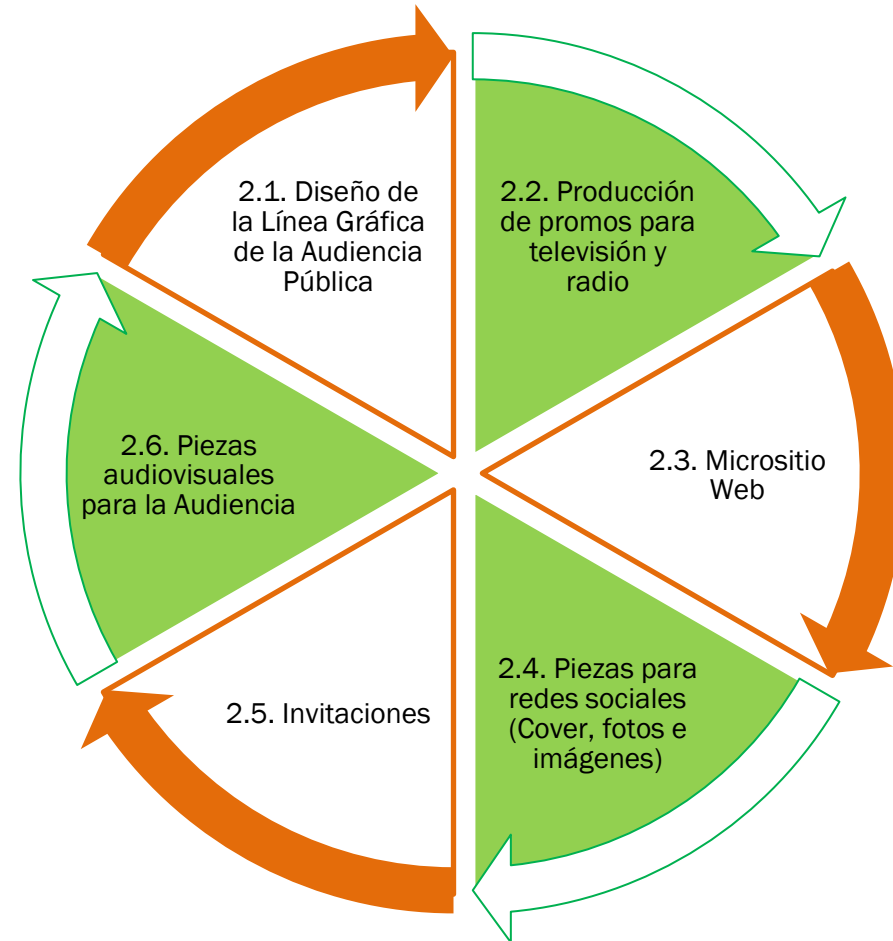 2.1. Diseño de
la Línea Gráfica
de la Audiencia
Pública
2.2. Producción
de promos para
televisión y
radio
2.3. Micrositio
Web
2.4. Piezas para
redes sociales
(Cover, fotos e
imágenes)
2.5. Invitaciones
2.6. Piezas
audiovisuales
para la Audiencia